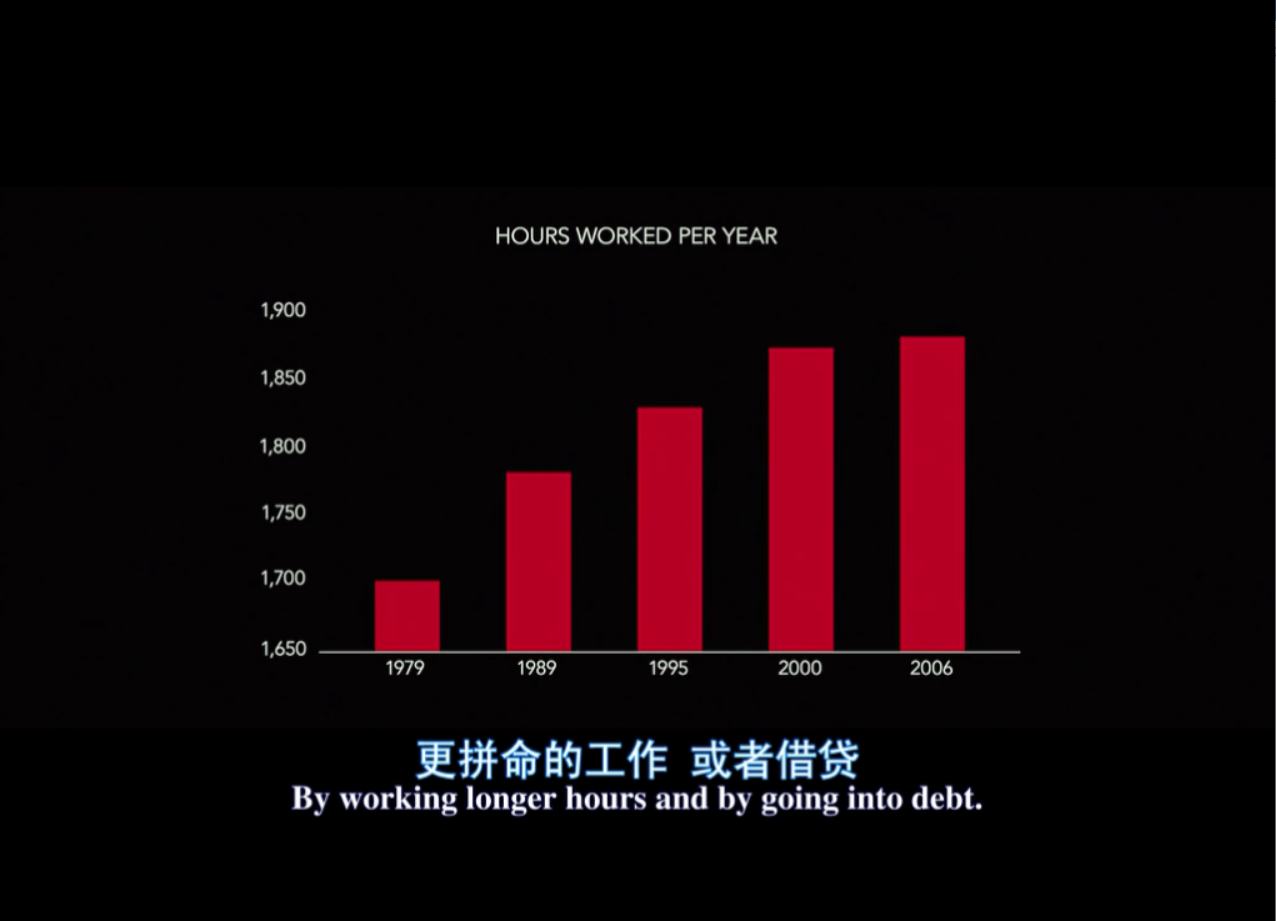 HOURS WORKED PER YEAR
1,900
1,850
1,800
1,750
1,700
1,650
1979 1989 1995 2000 2006
更拼命的工作 或者借贷
By working longer hours and by going into debt.